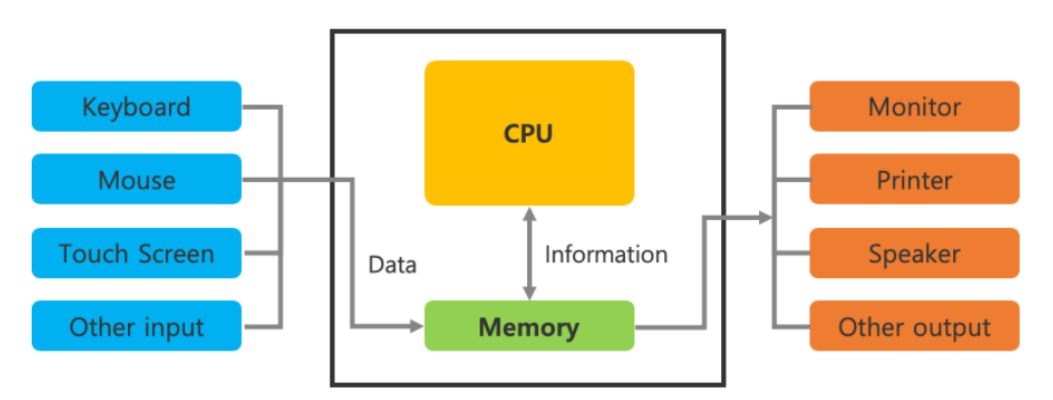 Keyboard
Mouse
Touch Screen
Other input
Data
CPU
Information
Memory
Monitor
Printer
Speaker
Other output